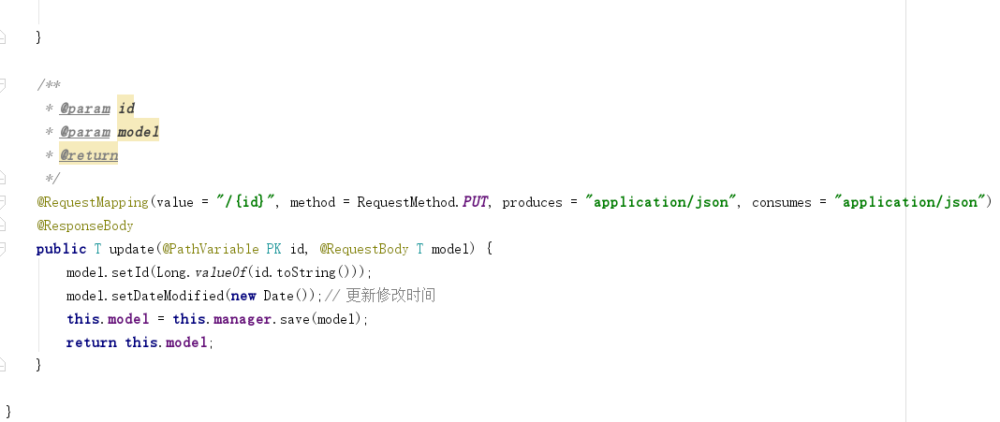 }
/**
* @param id
* @param model
* @return
*/
@RequestMapping(value = "/{id}", method = RequestMethod.PUT, produces = "application/json", consumes = "application/json")
@ResponseBody
public T update(@PathVariable PK id, @RequestBody T model) {
model.setId(Long.valueOf(id.toString()));
model.setDateModified(new Date());// 更新修改时间
this.model = this.manager.save(model);
return this.model;
}
}